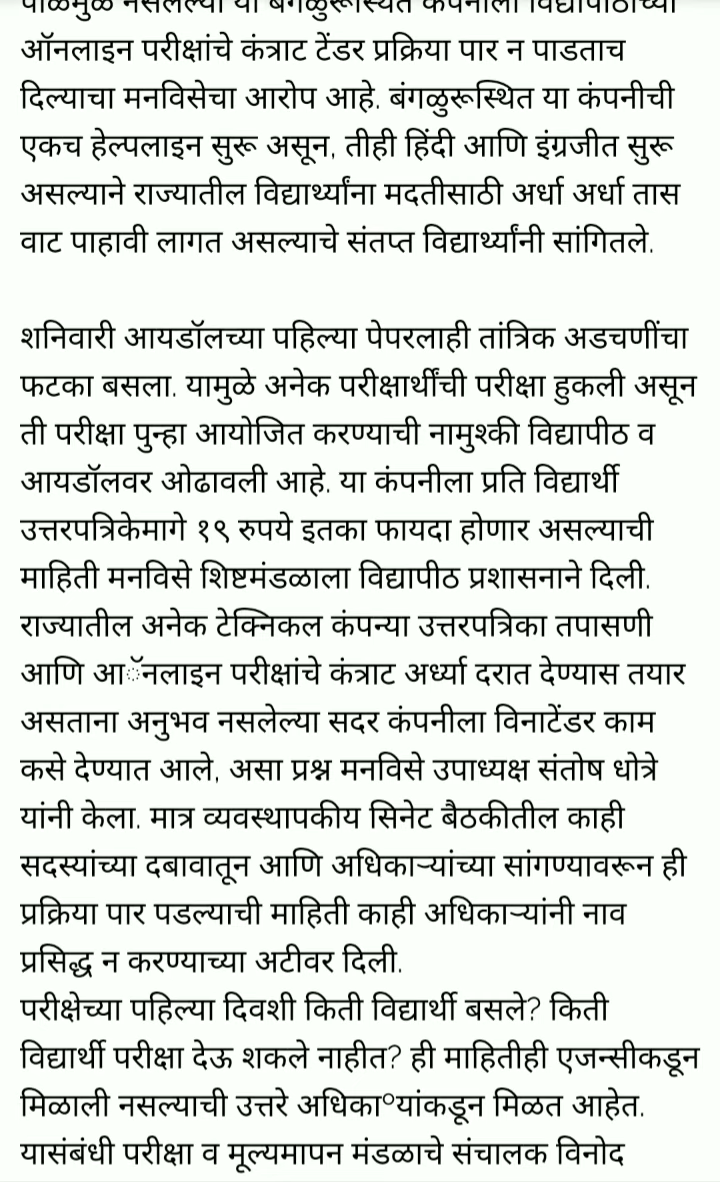 पाळेमुळे नसलेल्या या बंगळुरूस्थित कंपनीला विद्यापीठाच्या
ऑनलाइन परीक्षांचे कंत्राट टेंडर प्रक्रिया पार न पाडताच
दिल्याचा मनविसेचा आरोप आहे. बंगळुरूस्थित या कंपनीची
एकच हेल्पलाइन सुरू असून, तीही हिंदी आणि इंग्रजीत सुरू
असल्याने राज्यातील विद्यार्थ्यांना मदतीसाठी अर्धा अर्धा तास
वाट पाहावी लागत असल्याचे संतप्त विद्यार्थ्यांनी सांगितले.
शनिवारी आयडॉलच्या पहिल्या पेपरलाही तांत्रिक अडचणींचा
फटका बसला. यामुळे अनेक परीक्षार्थींची परीक्षा हुकली असून
ती परीक्षा पुन्हा आयोजित करण्याची नामुश्की विद्यापीठ व
आयडॉलवर ओढावली आहे. या कंपनीला प्रति विद्यार्थी
उत्तरपत्रिकेमागे १९ रुपये इतका फायदा होणार असल्याची
माहिती मनविसे शिष्टमंडळाला विद्यापीठ प्रशासनाने दिली.
राज्यातील अनेक टेक्निकल कंपन्या उत्तरपत्रिका तपासणी
आणि आॅनलाइन परीक्षांचे कंत्राट अर्ध्या दरात देण्यास तयार
असताना अनुभव नसलेल्या सदर कंपनीला विनाटेंडर काम
कसे देण्यात आले, असा प्रश्न मनविसे उपाध्यक्ष संतोष धोत्रे
यांनी केला. मात्र व्यवस्थापकीय सिनेट बैठकीतील काही
सदस्यांच्या दबावातून आणि अधिकाऱ्यांच्या सांगण्यावरून ही
प्रक्रिया पार पडल्याची माहिती काही अधिकाऱ्यांनी नाव
प्रसिद्ध न करण्याच्या अटीवर दिली.
परीक्षेच्या पहिल्या दिवशी किती विद्यार्थी बसले? किती
विद्यार्थी परीक्षा देऊ शकले नाहीत? ही माहितीही एजन्सीकडून
मिळाली नसल्याची उत्तरे अधिका°यांकडून मिळत आहेत.
यासंबंधी परीक्षा व मूल्यमापन मंडळाचे संचालक विनोद